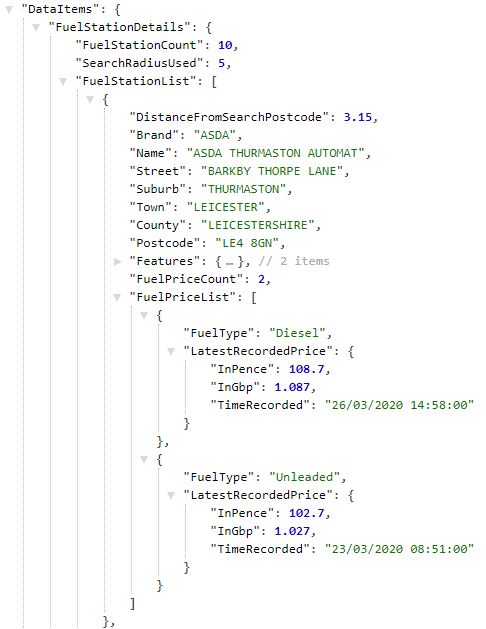 "DataItems": {
"FuelStationDetails": {
"FuelStationCount": 10,
"SearchRadiusUsed": 5,
"FuelStationList": [
{
"DistanceFromSearchPostcode": 3.15,
"Brand": "ASDA",
"Name": "ASDA THURMASTON AUTOMAT",
"Street": "BARKBY THORPE LANE",
"Suburb": "THURMASTON",
"Town": "LEICESTER",
"County": "LEICESTERSHIRE",
"Postcode": "LE4 8GN",
"Features": { … }, // 2 items
"FuelPriceCount": 2,
"FuelPriceList": [
{
"FuelType": "Diesel",
"LatestRecordedPrice": {
"InPence": 108.7,
"InGbp": 1.087,
"TimeRecorded": "26/03/2020 14:58:00"
}
},
{
"FuelType": "Unleaded",
"LatestRecordedPrice": {
"InPence": 102.7,
"InGbp": 1.027,
"TimeRecorded": "23/03/2020 08:51:00"
}
}
]
},